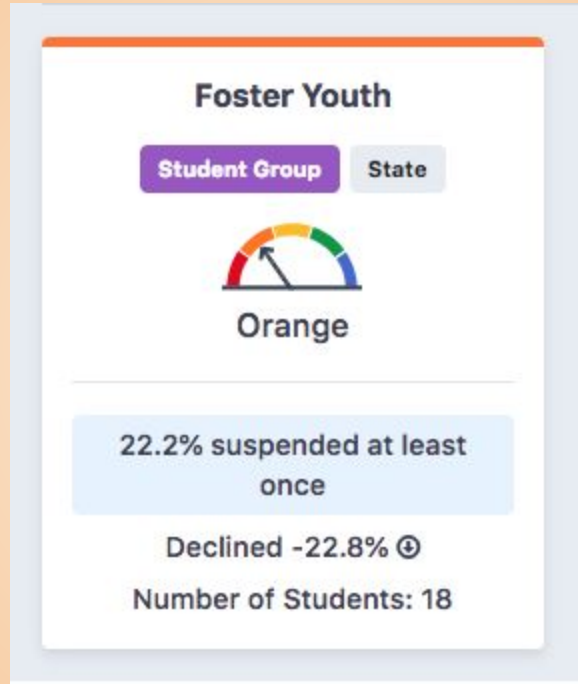 Foster Youth
Student Group State
Orange
22.2% suspended at least
once
Declined -22.8%
Number of Students: 18